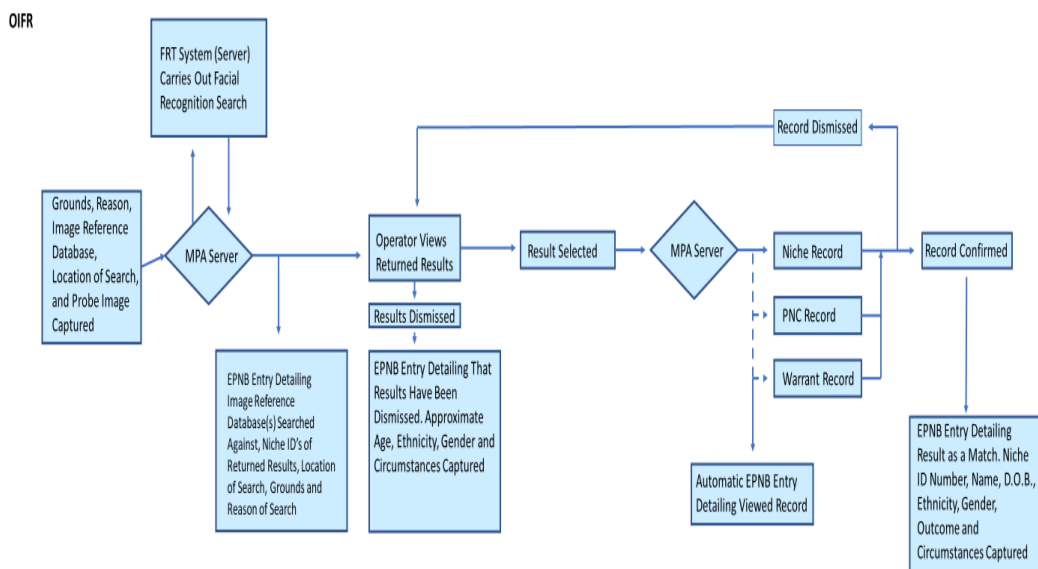 OIFR
FRT System (Server)
Carries Out Facial
Recognition Search
Record Dismissed
Grounds, Reason,
Image Reference
Database,
Location of Search,
and Probe Image
Captured
MPA Server
Operator Views
Returned Results
Result Selected
MPA Server
Niche Record
Record Confirmed
Results Dismissed
PNC Record
Warrant Record
EPNB Entry Detailing
Image Reference
Database(s) Searched
Against, Niche ID's of
Returned Results, Location
of Search, Grounds and
Reason of Search
EPNB Entry Detailing That
Results Have Been
Dismissed. Approximate
Age, Ethnicity, Gender and
Circumstances Captured
Automatic EPNB Entry
Detailing Viewed Record
EPNB Entry Detailing
Result as a Match. Niche
ID Number, Name, D.O.B.,
Ethnicity, Gender,
Outcome and
Circumstances Captured